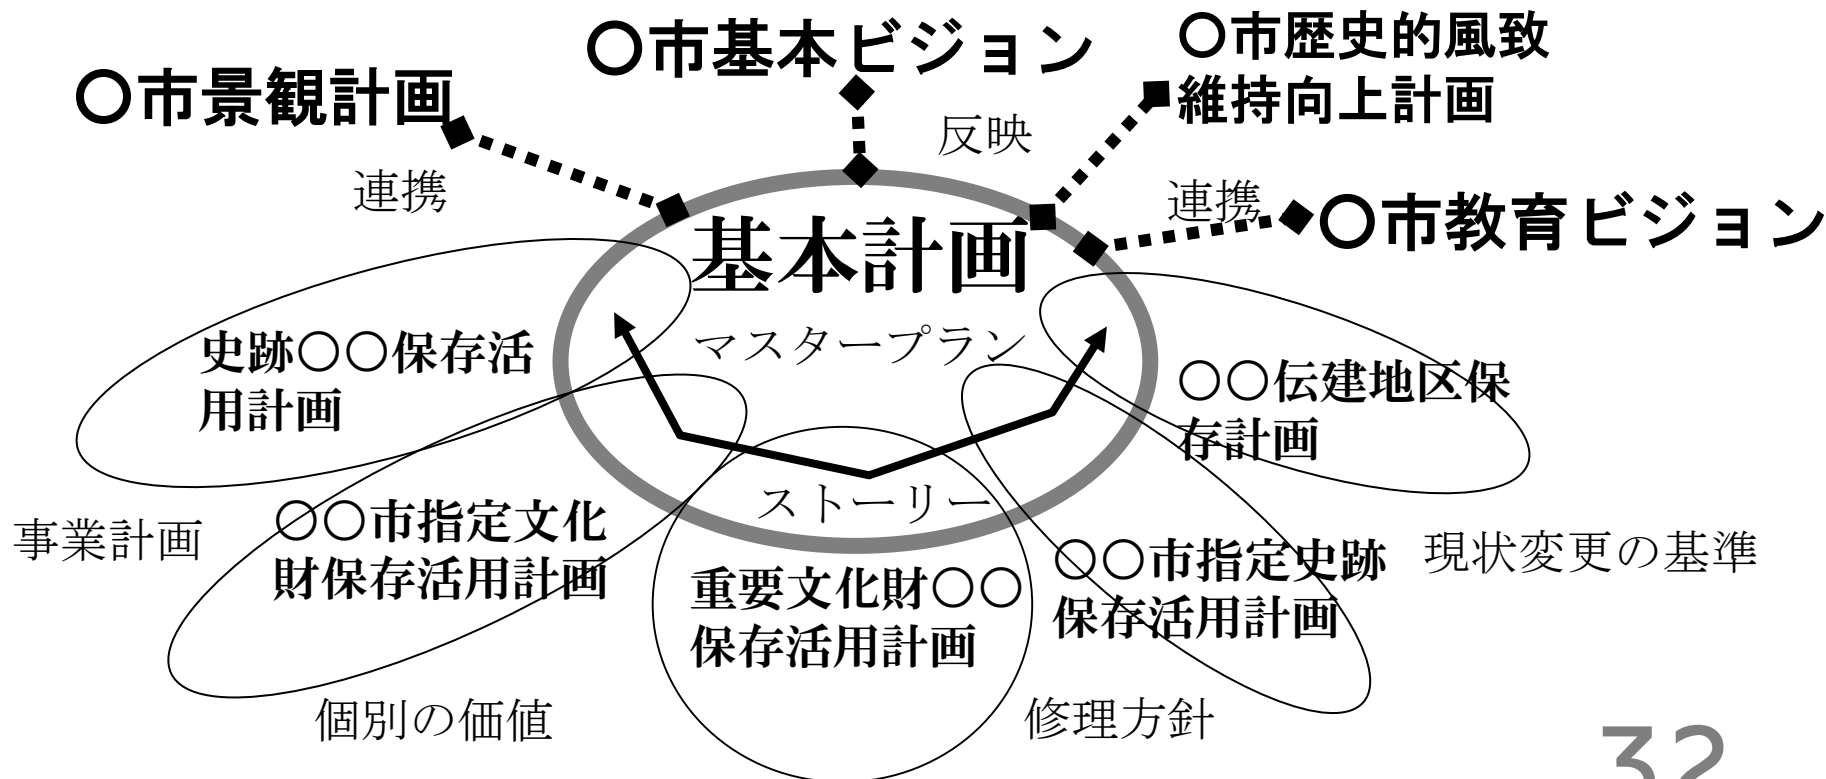 〇市基本ビジョン
〇市歴史的風致
維持向上計画
〇市景観計画
反映
連携
連携
〇市教育ビジョン
基本計画
マスタープラン
史跡〇〇保存活
用計画
〇〇伝建地区保
存計画
ストーリー
事業計画
〇〇市指定文化
財保存活用計画
重要文化財〇〇
保存活用計画
〇〇市指定史跡
保存活用計画
現状変更の基準
個別の価値
修理方針
32